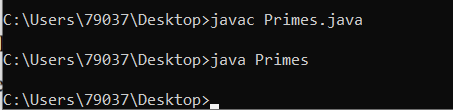 C:\Users\79037\Desktop>javac Primes.java
C:\Users\79037\Desktop>java Primes
C:\Users\79037\Desktop>